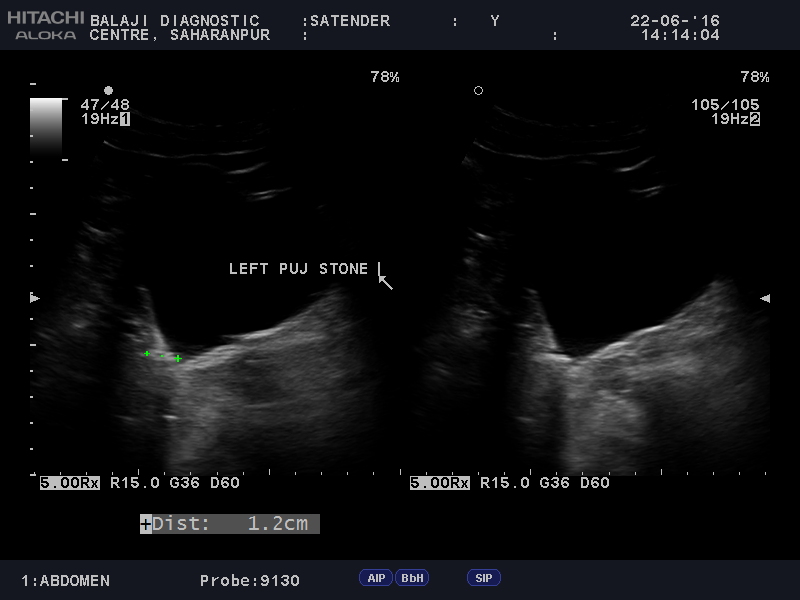 HITACHI
ALOKA
BALAJI DIAGNOSTIC :SATENDER : Y 22-06-'16
CENTRE, SAHARANPUR : : 14:14:04
78% 78%
47/48 105/105
19Hz1 19Hz2
LEFT PUJ STONE
5.00Rx R15.0 G36 D60 5.00Rx R15.0 G36 D60
+Dist: 1.2cm
1:ABDOMEN Probe:9130 AIP BbH SIP